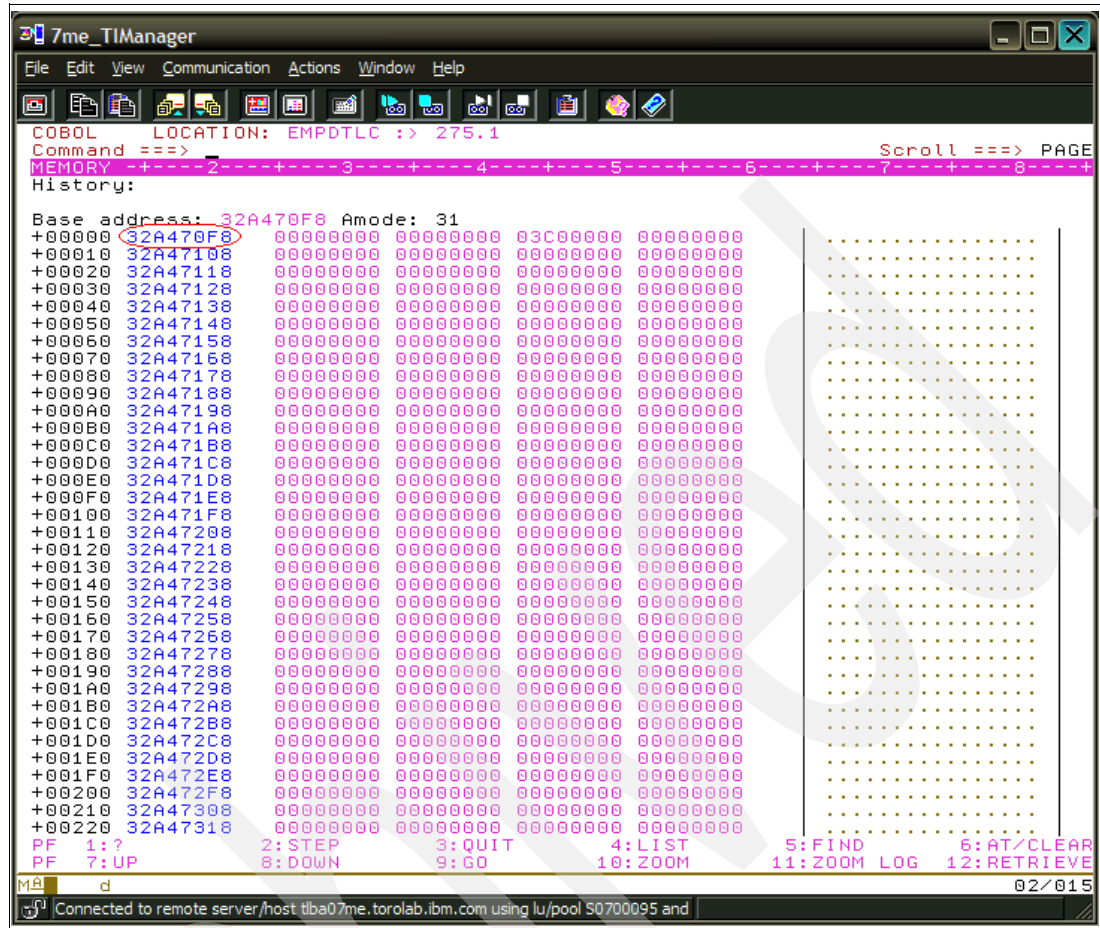 7me_TIManager
File Edit View Communication Actions Window Help
COBOL LOCATION: EMPDTLC :> 275.1
Command ===> _ Scroll ===> PAGE
MEMORY -+----2----+----3----+----4----+----5----+----6----+----7----+----8----+
History:
Base address: 32A470F8 Amode: 31
+00000 32A470F8 00000000 00000000 03C00000 00000000 | ................ |
+00010 32A47108 00000000 00000000 00000000 00000000 | ................ |
+00020 32A47118 00000000 00000000 00000000 00000000 | ................ |
+00030 32A47128 00000000 00000000 00000000 00000000 | ................ |
+00040 32A47138 00000000 00000000 00000000 00000000 | ................ |
+00050 32A47148 00000000 00000000 00000000 00000000 | ................ |
+00060 32A47158 00000000 00000000 00000000 00000000 | ................ |
+00070 32A47168 00000000 00000000 00000000 00000000 | ................ |
+00080 32A47178 00000000 00000000 00000000 00000000 | ................ |
+00090 32A47188 00000000 00000000 00000000 00000000 | ................ |
+000A0 32A47198 00000000 00000000 00000000 00000000 | ................ |
+000B0 32A471A8 00000000 00000000 00000000 00000000 | ................ |
+000C0 32A471B8 00000000 00000000 00000000 00000000 | ................ |
+000D0 32A471C8 00000000 00000000 00000000 00000000 | ................ |
+000E0 32A471D8 00000000 00000000 00000000 00000000 | ................ |
+000F0 32A471E8 00000000 00000000 00000000 00000000 | ................ |
+00100 32A471F8 00000000 00000000 00000000 00000000 | ................ |
+00110 32A47208 00000000 00000000 00000000 00000000 | ................ |
+00120 32A47218 00000000 00000000 00000000 00000000 | ................ |
+00130 32A47228 00000000 00000000 00000000 00000000 | ................ |
+00140 32A47238 00000000 00000000 00000000 00000000 | ................ |
+00150 32A47248 00000000 00000000 00000000 00000000 | ................ |
+00160 32A47258 00000000 00000000 00000000 00000000 | ................ |
+00170 32A47268 00000000 00000000 00000000 00000000 | ................ |
+00180 32A47278 00000000 00000000 00000000 00000000 | ................ |
+00190 32A47288 00000000 00000000 00000000 00000000 | ................ |
+001A0 32A47298 00000000 00000000 00000000 00000000 | ................ |
+001B0 32A472A8 00000000 00000000 00000000 00000000 | ................ |
+001C0 32A472B8 00000000 00000000 00000000 00000000 | ................ |
+001D0 32A472C8 00000000 00000000 00000000 00000000 | ................ |
+001E0 32A472D8 00000000 00000000 00000000 00000000 | ................ |
+001F0 32A472E8 00000000 00000000 00000000 00000000 | ................ |
+00200 32A472F8 00000000 00000000 00000000 00000000 | ................ |
+00210 32A47308 00000000 00000000 00000000 00000000 | ................ |
+00220 32A47318 00000000 00000000 00000000 00000000 | ................ |
PF 1:? 2:STEP 3:QUIT 4:LIST 5:FIND 6:AT/CLEAR
PF 7:UP 8:DOWN 9:GO 10:ZOOM 11:ZOOM LOG 12:RETRIEVE
MA d 02/015
Connected to remote server/host tlba07me.torolab.ibm.com using lu/pool S0700095 and